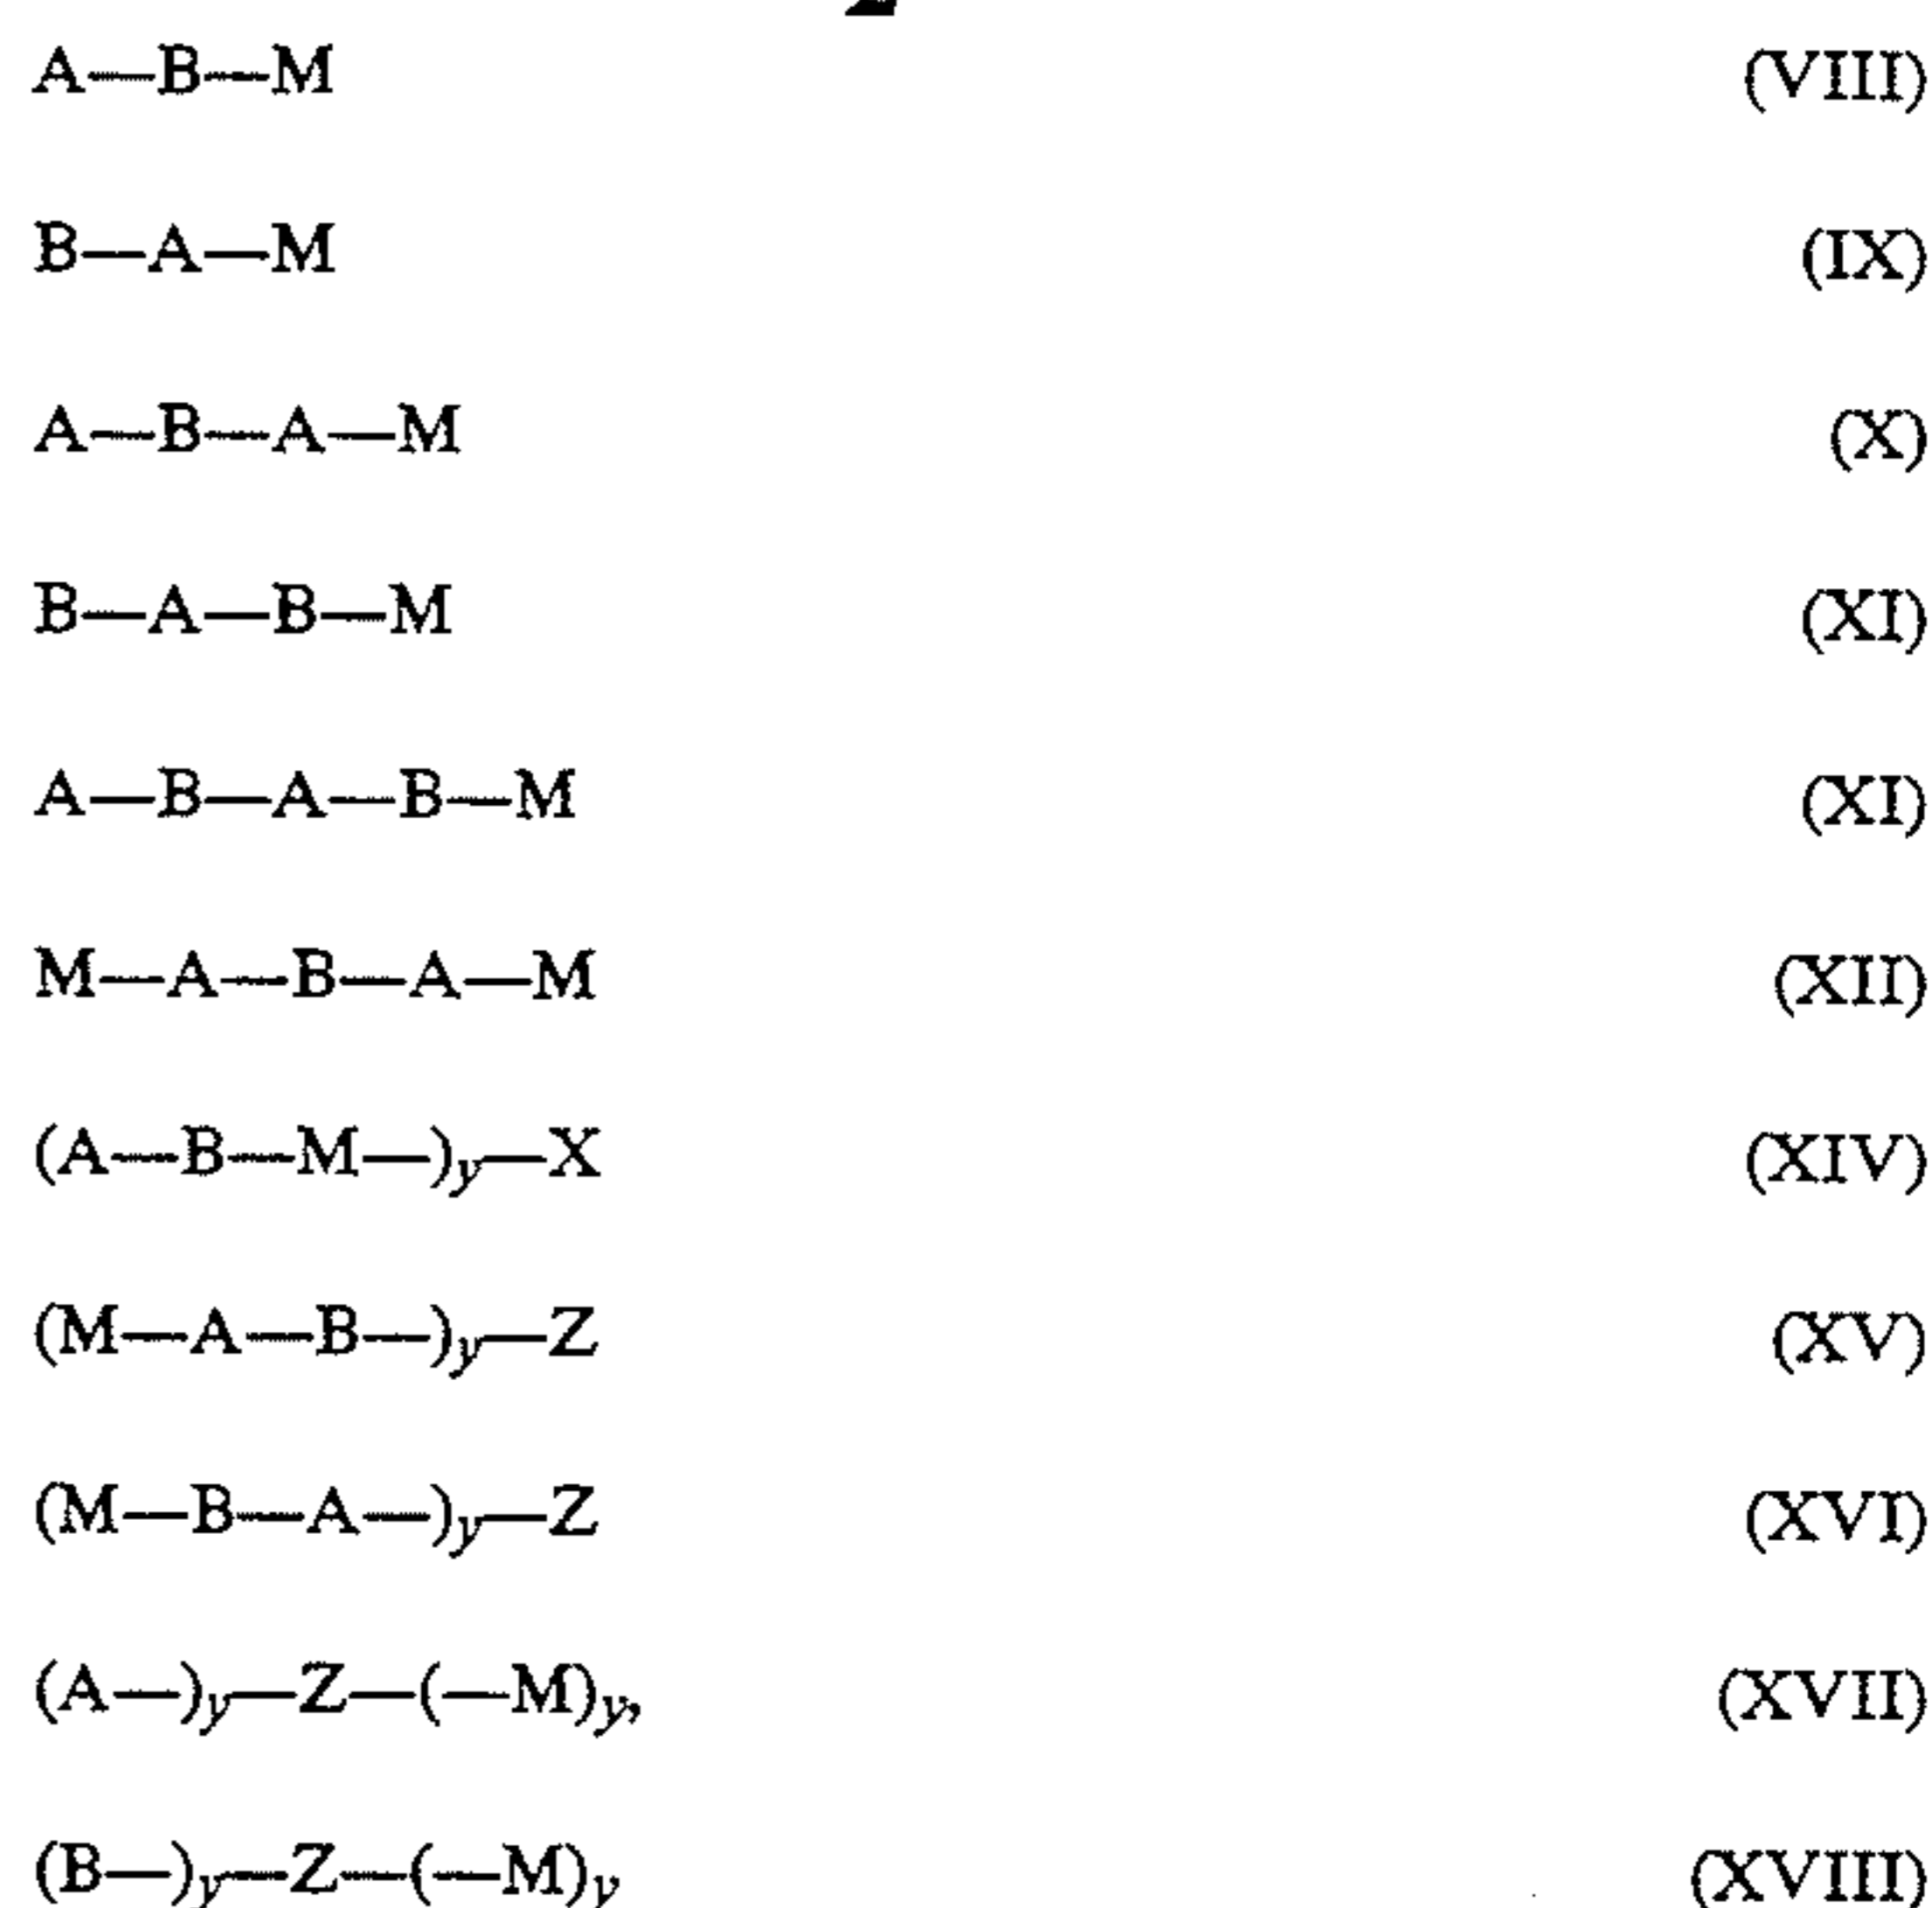 A—B—M (VIII)
B—A—M (IX)
A—B—A—M (X)
B—A—B—M (XI)
A—B—A—B—M (XI)
M—A—B—A—M (XII)
(A—B—M—)y—X (XIV)
(M—A—B—)y—Z (XV)
(M—B—A—)y—Z (XVI)
(A—)y—Z—(—M)y, (XVII)
(B—)y—Z—(—M)y (XVIII)